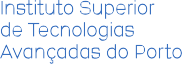 Instituto Superior
de Tecnologias
Avançadas do Porto